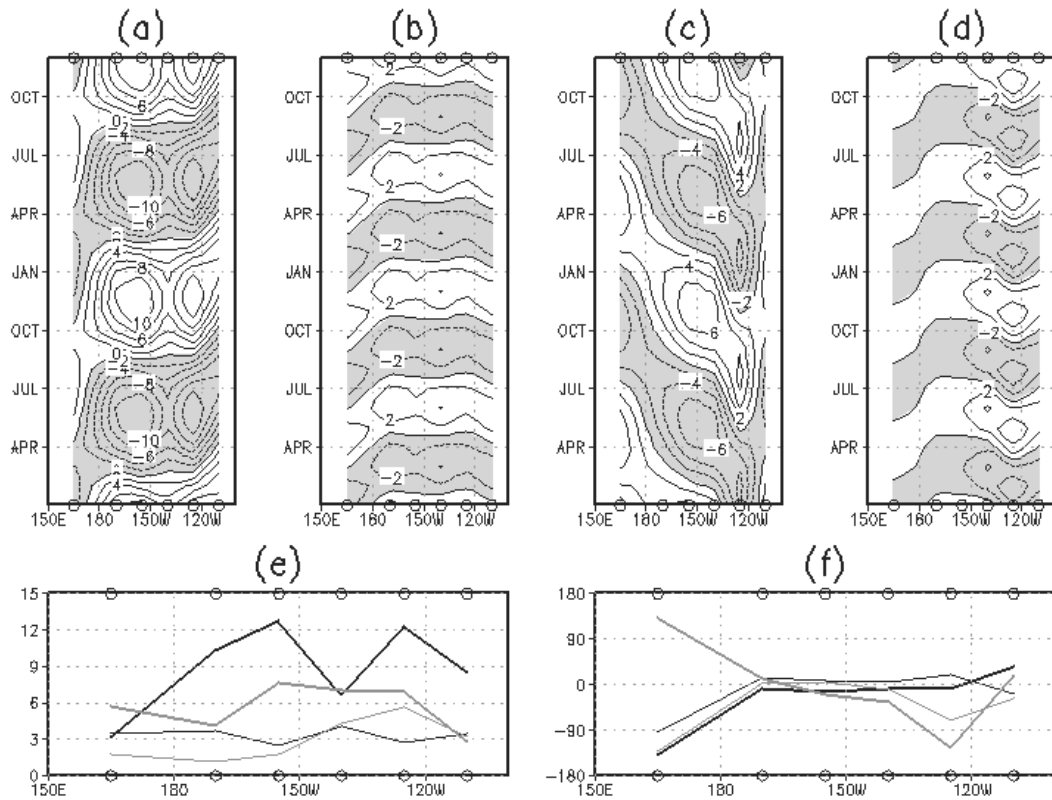 (a) (b) (c) (d)
OCT OCT OCT OCT
JUL JUL JUL JUL
APR APR APR APR
JAN JAN JAN JAN
OCT OCT OCT OCT
JUL JUL JUL JUL
APR APR APR APR
6 0 -2 -4 -8 -10 -6 4 8 10 6 0 -2 -4 -8 -10 -6 4
2 -2 2 -2 2 -2 2 -2
-4 4 2 -6 4 -2 6 -4 4 2 -6
-2 2 -2 2 -2 2 -2
150E 180 150W 120W 150E 180 150W 120W 150E 180 150W 120W 150E 180 150W 120W
(e) (f)
15 180
12 90
9 0
6 -90
3 -180
0
150E 180 150W 120W 150E 180 150W 120W